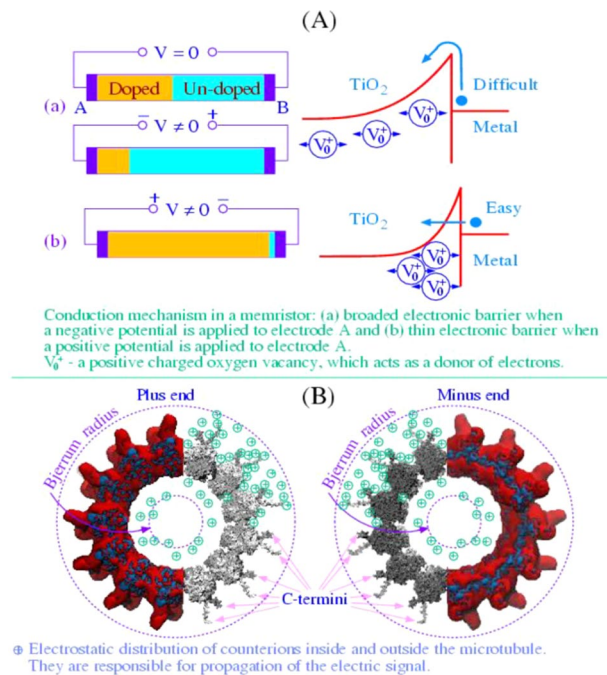 (A)
V = 0
Doped
Un-doped
(a)
A
B
− V ≠ 0 +
TiO₂
Difficult
Metal
V₀⁺
V₀⁺
V₀⁺
+ V ≠ 0 −
(b)
TiO₂
Easy
Metal
V₀⁺
V₀⁺
V₀⁺
V₀⁺
Conduction mechanism in a memristor: (a) broaded electronic barrier when
a negative potential is applied to electrode A and (b) thin electronic barrier when
a positive potential is applied to electrode A.
V₀⁺ - a positive charged oxygen vacancy, which acts as a donor of electrons.
(B)
Plus end
Minus end
Bjerrum radius
Bjerrum radius
C-termini
⊕ Electrostatic distribution of counterions inside and outside the microtubule.
They are responsible for propagation of the electric signal.